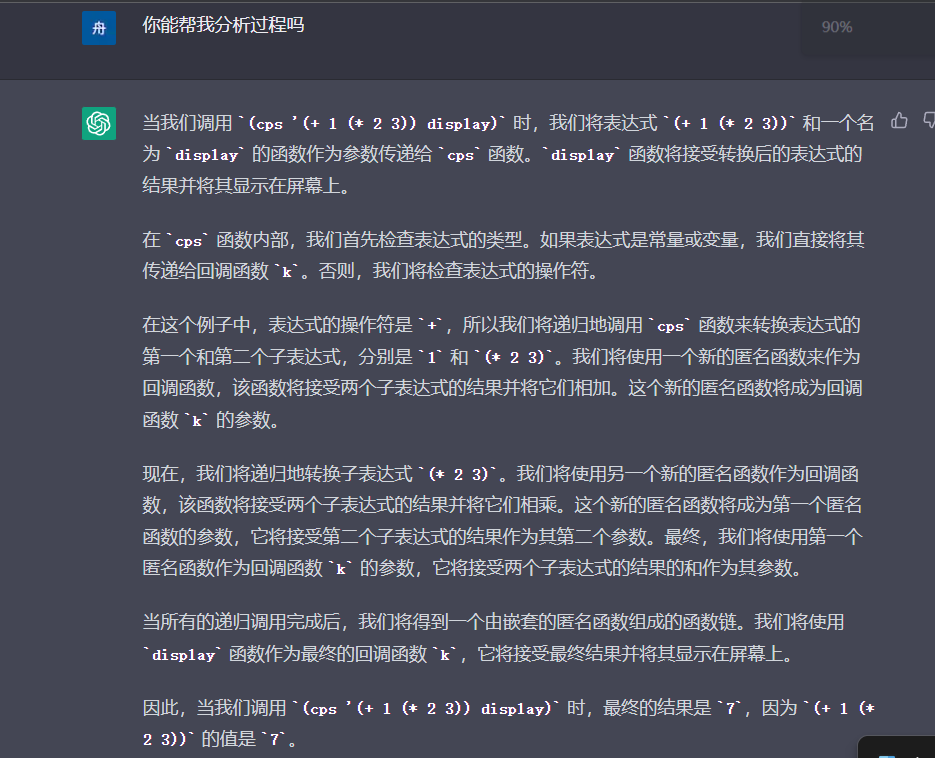 舟
你能帮我分析过程吗
90%
当我们调用 `(cps '(+ 1 (* 2 3)) display)` 时，我们将表达式 `(+ 1 (* 2 3))` 和一个名
为 `display` 的函数作为参数传递给 `cps` 函数。`display` 函数将接受转换后的表达式的
结果并将其显示在屏幕上。
在 `cps` 函数内部，我们首先检查表达式的类型。如果表达式是常量或变量，我们直接将其
传递给回调函数 `k`。否则，我们将检查表达式的操作符。
在这个例子中，表达式的操作符是 `+`，所以我们将递归地调用 `cps` 函数来转换表达式的
第一个和第二个子表达式，分别是 `1` 和 `(* 2 3)`。我们将使用一个新的匿名函数来作为
回调函数，该函数将接受两个子表达式的结果并将它们相加。这个新的匿名函数将成为回调
函数 `k` 的参数。
现在，我们将递归地转换子表达式 `(* 2 3)`。我们将使用另一个新的匿名函数作为回调函
数，该函数将接受两个子表达式的结果并将它们相乘。这个新的匿名函数将成为第一个匿名
函数的参数，它将接受第二个子表达式的结果作为其第二个参数。最终，我们将使用第一个
匿名函数作为回调函数 `k` 的参数，它将接受两个子表达式的结果的和作为其参数。
当所有的递归调用完成后，我们将得到一个由嵌套的匿名函数组成的函数链。我们将使用
`display` 函数作为最终的回调函数 `k`，它将接受最终结果并将其显示在屏幕上。
因此，当我们调用 `(cps '(+ 1 (* 2 3)) display)` 时，最终的结果是 `7`，因为 `(+ 1 (*
2 3))` 的值是 `7`。